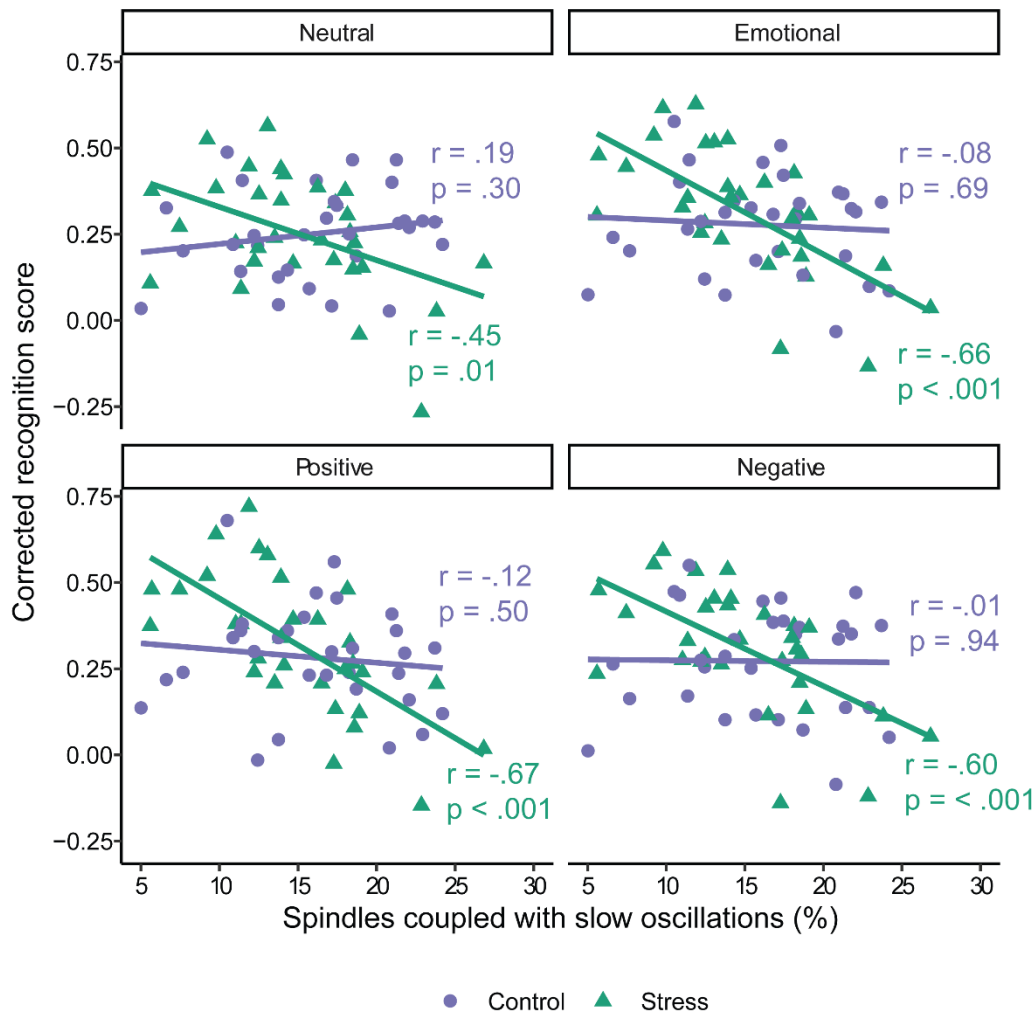 Neutral
Emotional
0.75
0.50
0.25
0.00
−0.25
r = .19
p = .30
r = -.45
p = .01
r = -.08
p = .69
r = -.66
p < .001
Corrected recognition score
Positive
Negative
0.75
0.50
0.25
0.00
−0.25
r = -.12
p = .50
r = -.67
p < .001
r = -.01
p = .94
r = -.60
p = < .001
5 10 15 20 25 30 5 10 15 20 25 30
Spindles coupled with slow oscillations (%)
Control Stress